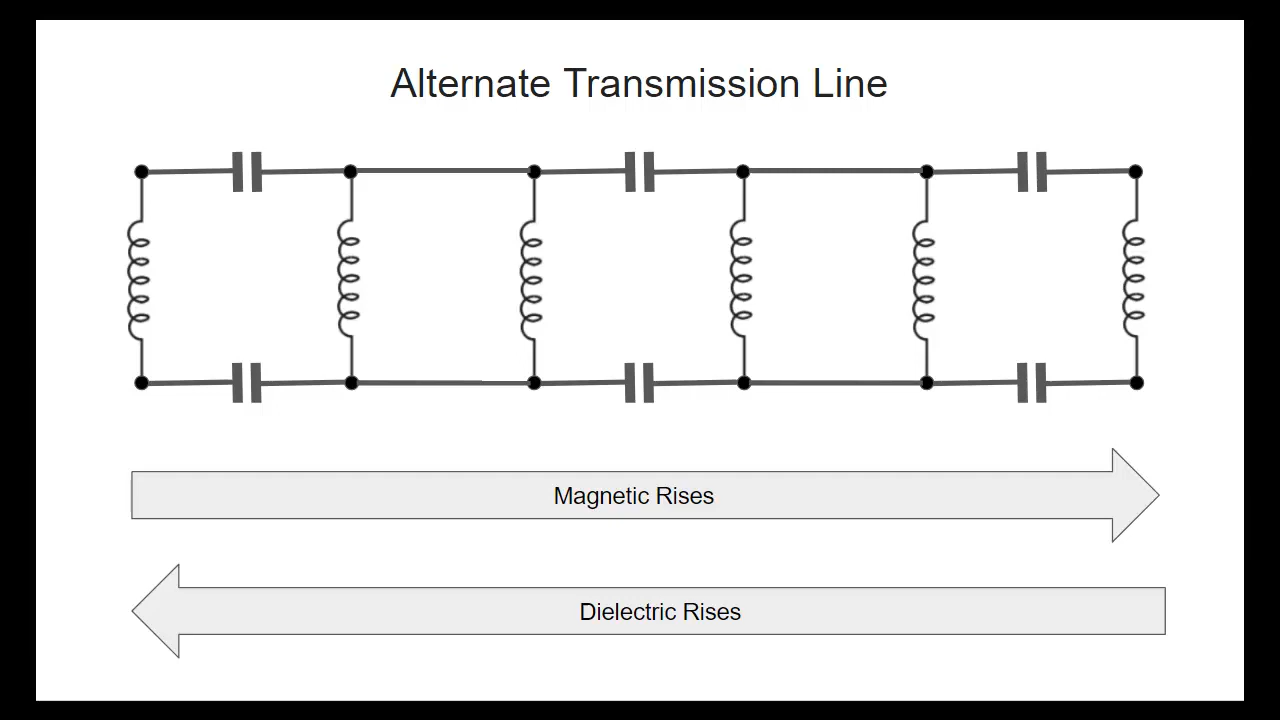 Alternate Transmission Line
Magnetic Rises
Dielectric Rises